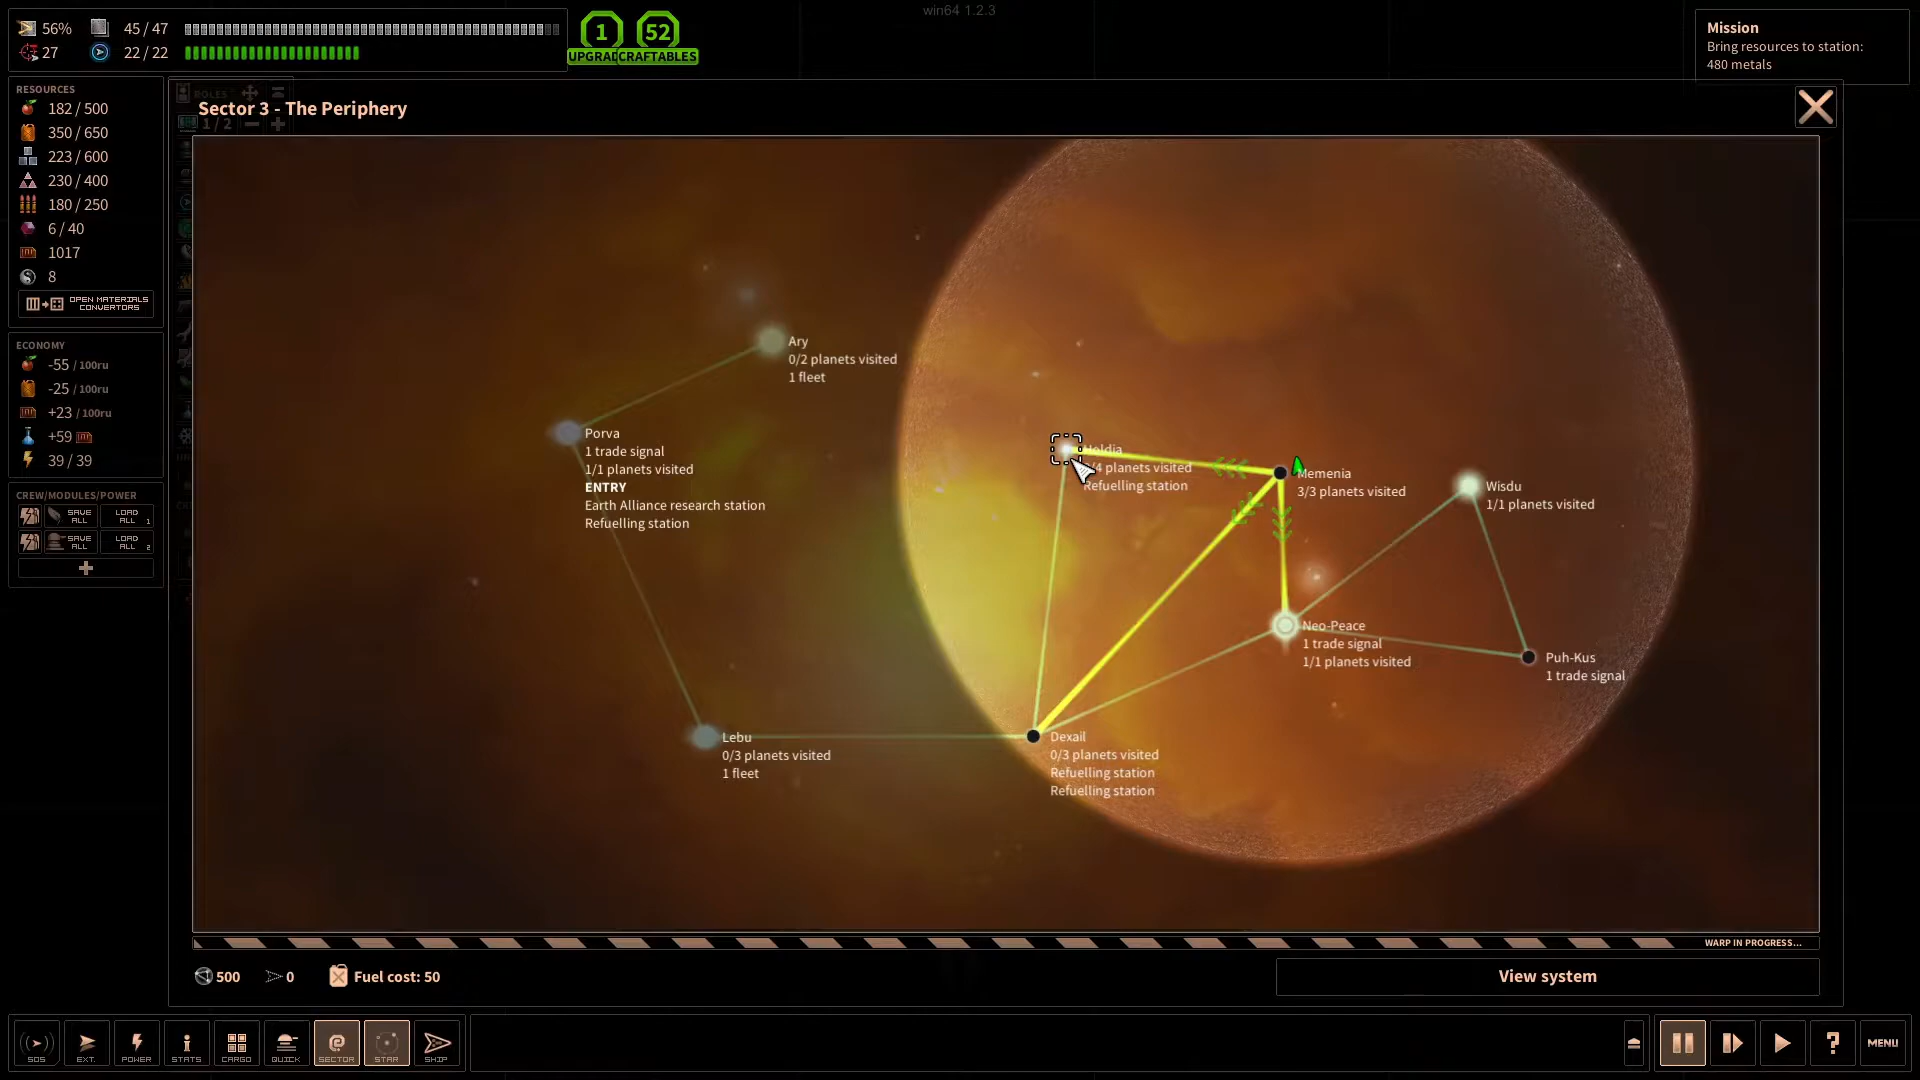 win64 1.2.3
56%
45 / 47
27
22 / 22
1
UPGRAD
52
CRAFTABLES
Mission
Bring resources to station:
480 metals
RESOURCES
182 / 500
350 / 650
223 / 600
230 / 400
180 / 250
6 / 40
1017
8
OPEN MATERIALS
CONVERTORS
ECONOMY
-55 / 100ru
-25 / 100ru
+23 / 100ru
+59
39 / 39
CREW/MODULES/POWER
SAVE ALL
LOAD ALL 1
SAVE ALL
LOAD ALL 2
ROLES
1 / 2
Sector 3 - The Periphery
Ary
0/2 planets visited
1 fleet
Porva
1 trade signal
1/1 planets visited
ENTRY
Earth Alliance research station
Refuelling station
/4 planets visited
Refuelling station
Memenia
3/3 planets visited
Wisdu
1/1 planets visited
Neo-Peace
1 trade signal
1/1 planets visited
Puh-Kus
1 trade signal
Lebu
0/3 planets visited
1 fleet
Dexail
0/3 planets visited
Refuelling station
Refuelling station
WARP IN PROGRESS...
500
0
Fuel cost: 50
View system
SOS
EXT.
POWER
STATS
CARGO
QUICK
SECTOR
STAR
SHIP
?
MENU